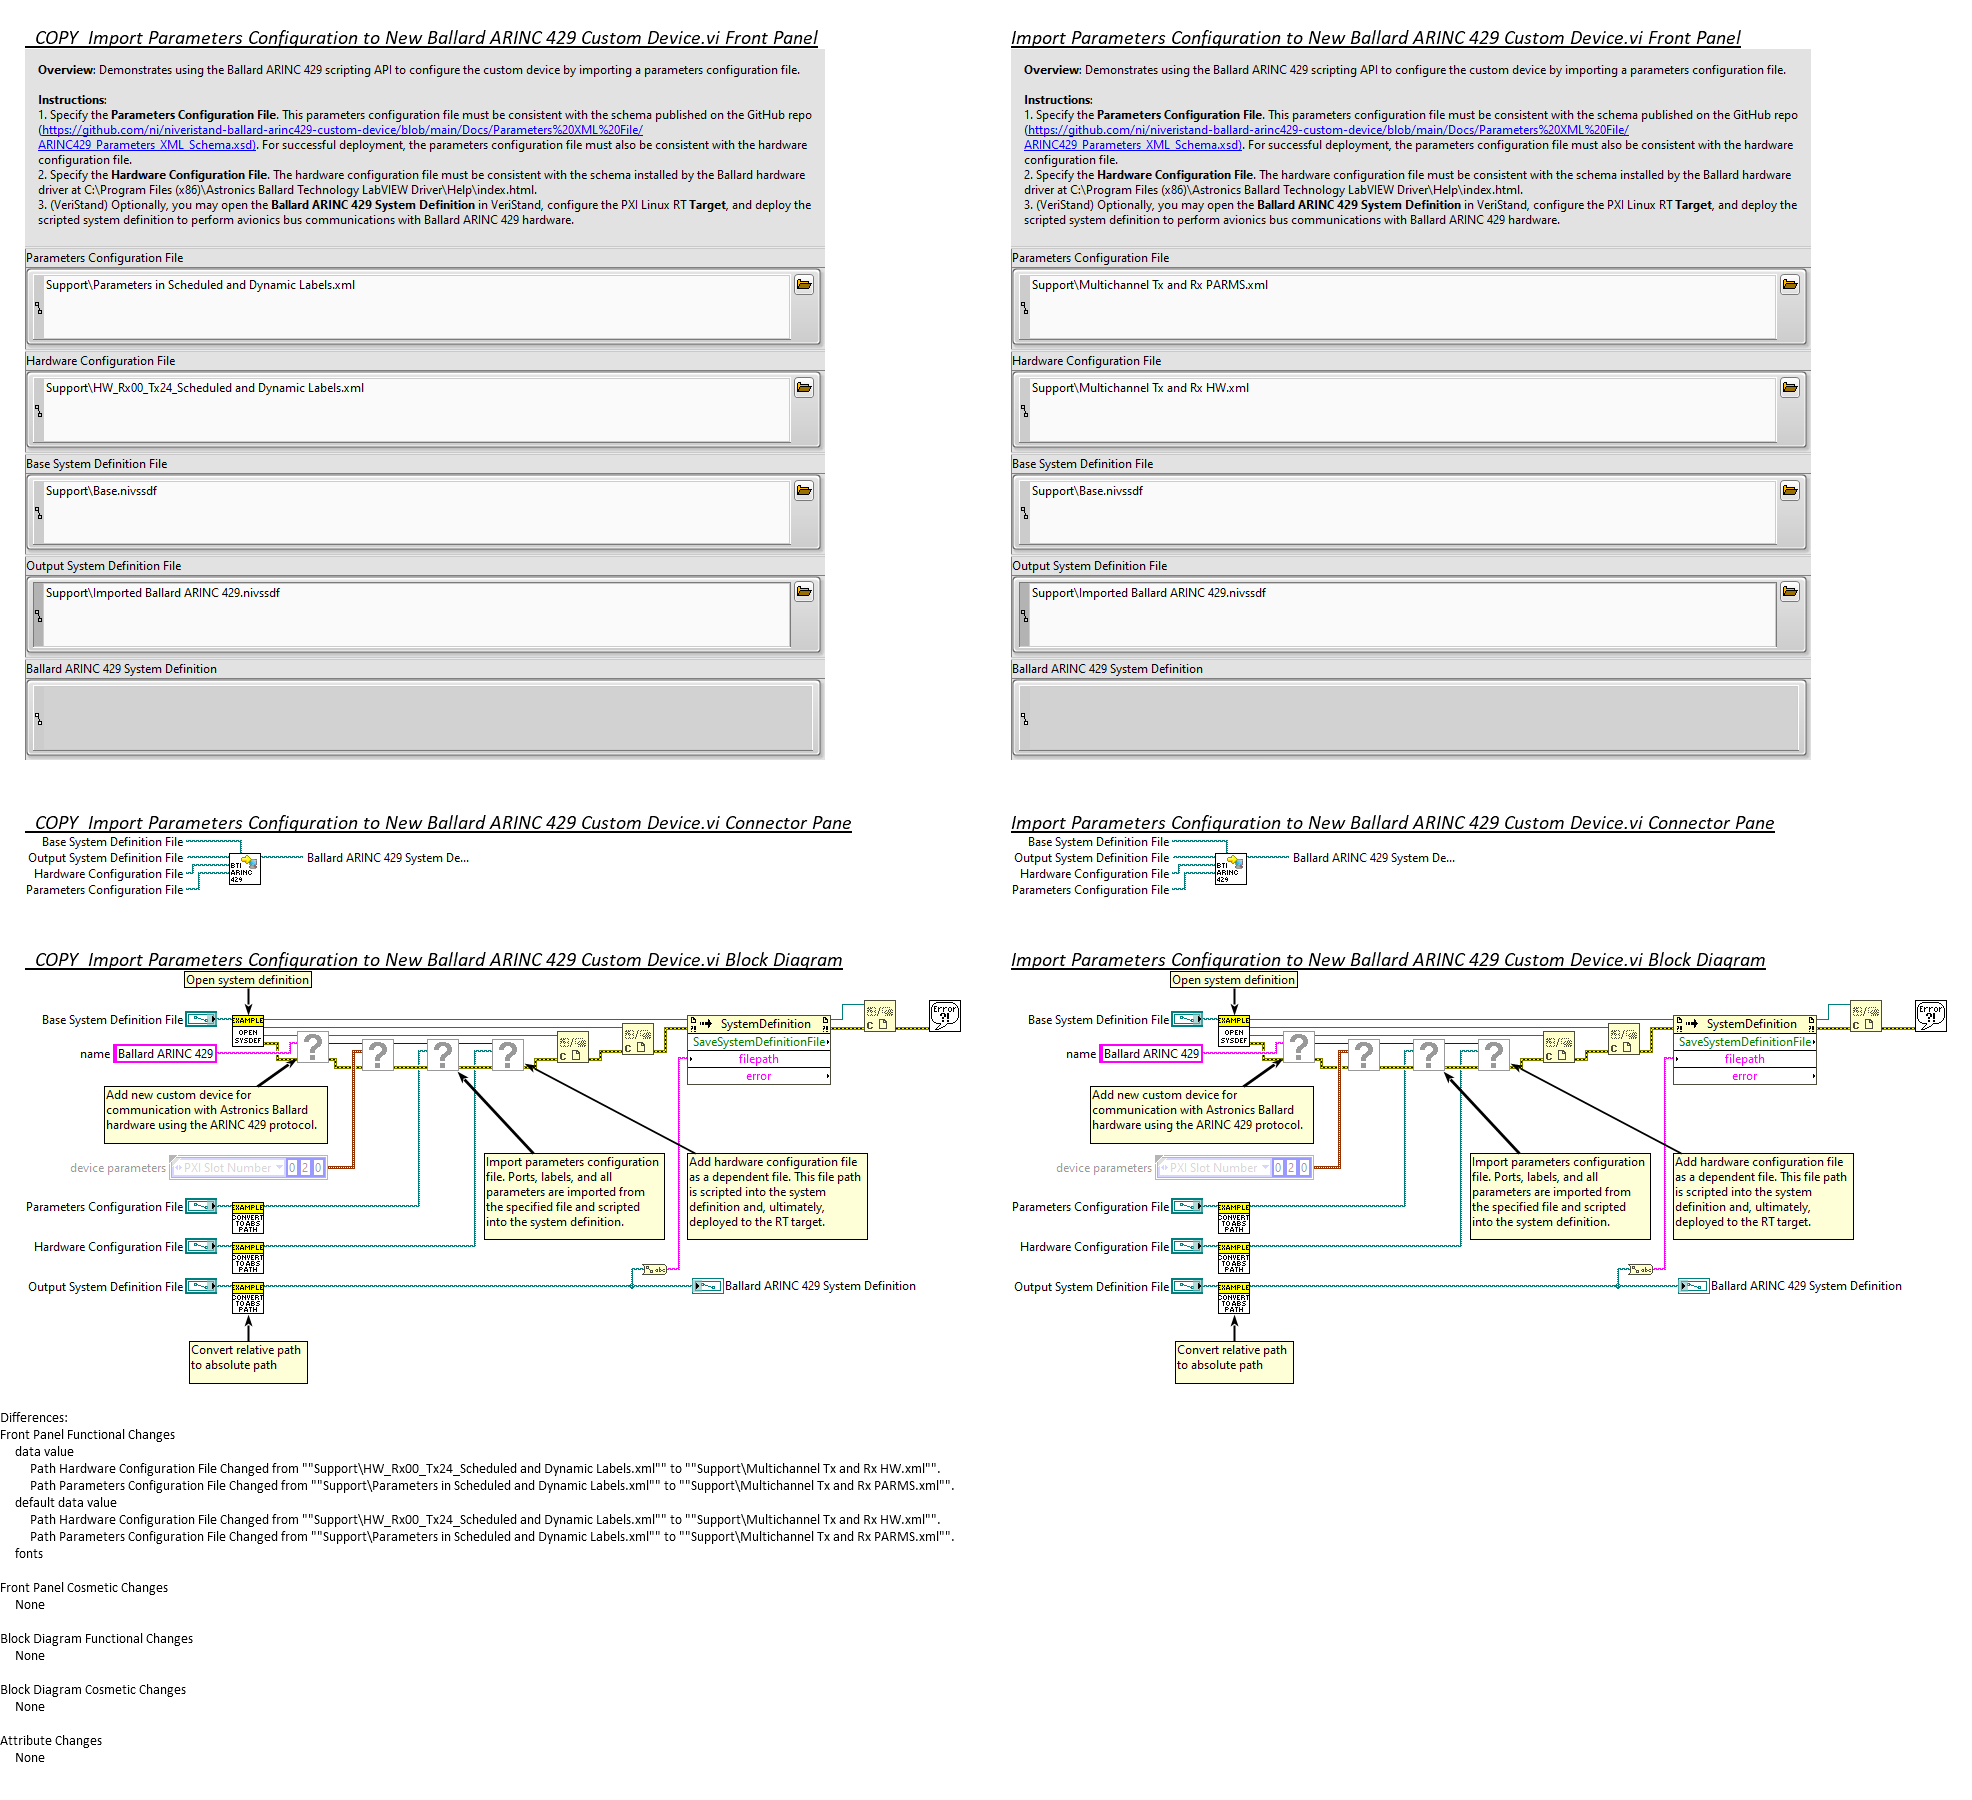 COPY  Import Parameters Configuration to New Ballard ARINC 429 Custom Device.vi Front Panel
Overview: Demonstrates using the Ballard ARINC 429 scripting API to configure the custom device by importing a parameters configuration file.
Instructions:
1. Specify the Parameters Configuration File. This parameters configuration file must be consistent with the schema published on the GitHub repo
(https://github.com/ni/niveristand-ballard-arinc429-custom-device/blob/main/Docs/Parameters%20XML%20File/
ARINC429_Parameters_XML_Schema.xsd). For successful deployment, the parameters configuration file must also be consistent with the hardware
configuration file.
2. Specify the Hardware Configuration File. The hardware configuration file must be consistent with the schema installed by the Ballard hardware
driver at C:\Program Files (x86)\Astronics Ballard Technology LabVIEW Driver\Help\index.html.
3. (VeriStand) Optionally, you may open the Ballard ARINC 429 System Definition in VeriStand, configure the PXI Linux RT Target, and deploy the
scripted system definition to perform avionics bus communications with Ballard ARINC 429 hardware.
Parameters Configuration File
Support\Parameters in Scheduled and Dynamic Labels.xml
Hardware Configuration File
Support\HW_Rx00_Tx24_Scheduled and Dynamic Labels.xml
Base System Definition File
Support\Base.nivssdf
Output System Definition File
Support\Imported Ballard ARINC 429.nivssdf
Ballard ARINC 429 System Definition
Import Parameters Configuration to New Ballard ARINC 429 Custom Device.vi Front Panel
Overview: Demonstrates using the Ballard ARINC 429 scripting API to configure the custom device by importing a parameters configuration file.
Instructions:
1. Specify the Parameters Configuration File. This parameters configuration file must be consistent with the schema published on the GitHub repo
(https://github.com/ni/niveristand-ballard-arinc429-custom-device/blob/main/Docs/Parameters%20XML%20File/
ARINC429_Parameters_XML_Schema.xsd). For successful deployment, the parameters configuration file must also be consistent with the hardware
configuration file.
2. Specify the Hardware Configuration File. The hardware configuration file must be consistent with the schema installed by the Ballard hardware
driver at C:\Program Files (x86)\Astronics Ballard Technology LabVIEW Driver\Help\index.html.
3. (VeriStand) Optionally, you may open the Ballard ARINC 429 System Definition in VeriStand, configure the PXI Linux RT Target, and deploy the
scripted system definition to perform avionics bus communications with Ballard ARINC 429 hardware.
Parameters Configuration File
Support\Multichannel Tx and Rx PARMS.xml
Hardware Configuration File
Support\Multichannel Tx and Rx HW.xml
Base System Definition File
Support\Base.nivssdf
Output System Definition File
Support\Imported Ballard ARINC 429.nivssdf
Ballard ARINC 429 System Definition
COPY  Import Parameters Configuration to New Ballard ARINC 429 Custom Device.vi Connector Pane
Base System Definition File
Output System Definition File
Hardware Configuration File
Parameters Configuration File
BTI
ARINC
429
Ballard ARINC 429 System De...
Import Parameters Configuration to New Ballard ARINC 429 Custom Device.vi Connector Pane
Base System Definition File
Output System Definition File
Hardware Configuration File
Parameters Configuration File
BTI
ARINC
429
Ballard ARINC 429 System De...
COPY  Import Parameters Configuration to New Ballard ARINC 429 Custom Device.vi Block Diagram
Open system definition
Base System Definition File
EXAMPLE
OPEN
SYSDEF
name
Ballard ARINC 429
?
?
?
?
C
C
SystemDefinition
SaveSystemDefinitionFile
filepath
error
C
Error
?!
Add new custom device for
communication with Astronics Ballard
hardware using the ARINC 429 protocol.
device parameters
PXI Slot Number
0 2 0
Import parameters configuration
file. Ports, labels, and all
parameters are imported from
the specified file and scripted
into the system definition.
Add hardware configuration file
as a dependent file. This file path
is scripted into the system
definition and, ultimately,
deployed to the RT target.
Parameters Configuration File
EXAMPLE
CONVERT
TO ABS
PATH
Hardware Configuration File
EXAMPLE
CONVERT
TO ABS
PATH
Output System Definition File
EXAMPLE
CONVERT
TO ABS
PATH
abc
Ballard ARINC 429 System Definition
Convert relative path
to absolute path
Import Parameters Configuration to New Ballard ARINC 429 Custom Device.vi Block Diagram
Open system definition
Base System Definition File
EXAMPLE
OPEN
SYSDEF
name
Ballard ARINC 429
?
?
?
?
C
C
SystemDefinition
SaveSystemDefinitionFile
filepath
error
C
Error
?!
Add new custom device for
communication with Astronics Ballard
hardware using the ARINC 429 protocol.
device parameters
PXI Slot Number
0 2 0
Import parameters configuration
file. Ports, labels, and all
parameters are imported from
the specified file and scripted
into the system definition.
Add hardware configuration file
as a dependent file. This file path
is scripted into the system
definition and, ultimately,
deployed to the RT target.
Parameters Configuration File
EXAMPLE
CONVERT
TO ABS
PATH
Hardware Configuration File
EXAMPLE
CONVERT
TO ABS
PATH
Output System Definition File
EXAMPLE
CONVERT
TO ABS
PATH
abc
Ballard ARINC 429 System Definition
Convert relative path
to absolute path
Differences:
Front Panel Functional Changes
data value
Path Hardware Configuration File Changed from ""Support\HW_Rx00_Tx24_Scheduled and Dynamic Labels.xml"" to ""Support\Multichannel Tx and Rx HW.xml"".
Path Parameters Configuration File Changed from ""Support\Parameters in Scheduled and Dynamic Labels.xml"" to ""Support\Multichannel Tx and Rx PARMS.xml"".
default data value
Path Hardware Configuration File Changed from ""Support\HW_Rx00_Tx24_Scheduled and Dynamic Labels.xml"" to ""Support\Multichannel Tx and Rx HW.xml"".
Path Parameters Configuration File Changed from ""Support\Parameters in Scheduled and Dynamic Labels.xml"" to ""Support\Multichannel Tx and Rx PARMS.xml"".
fonts
Front Panel Cosmetic Changes
None
Block Diagram Functional Changes
None
Block Diagram Cosmetic Changes
None
Attribute Changes
None